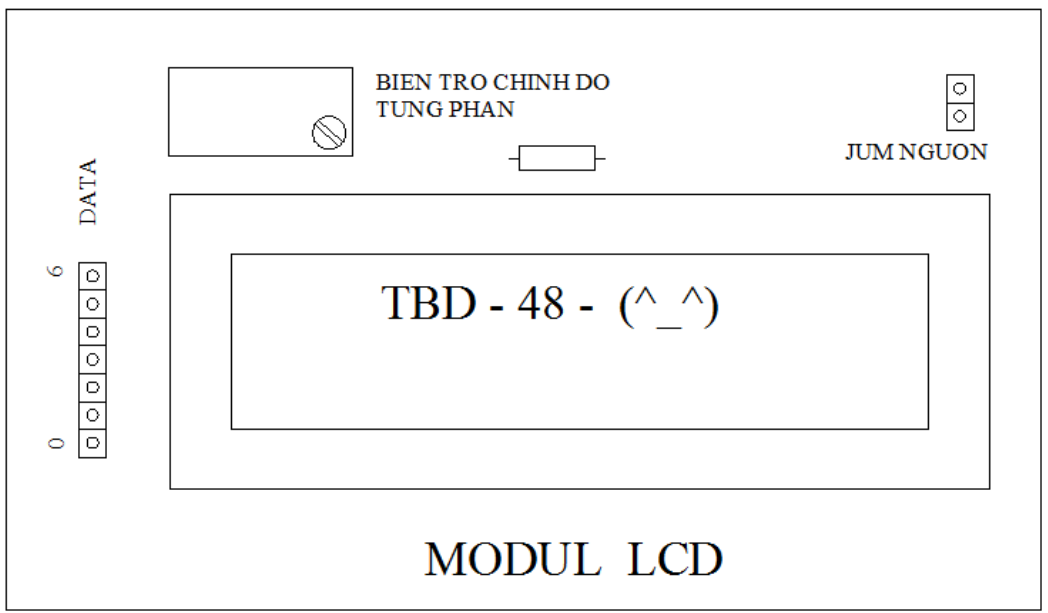 BIEN TRO CHINH DO
TUNG PHAN
JUM NGUON
DATA
6
0
TBD - 48 - (^_^)
MODUL LCD